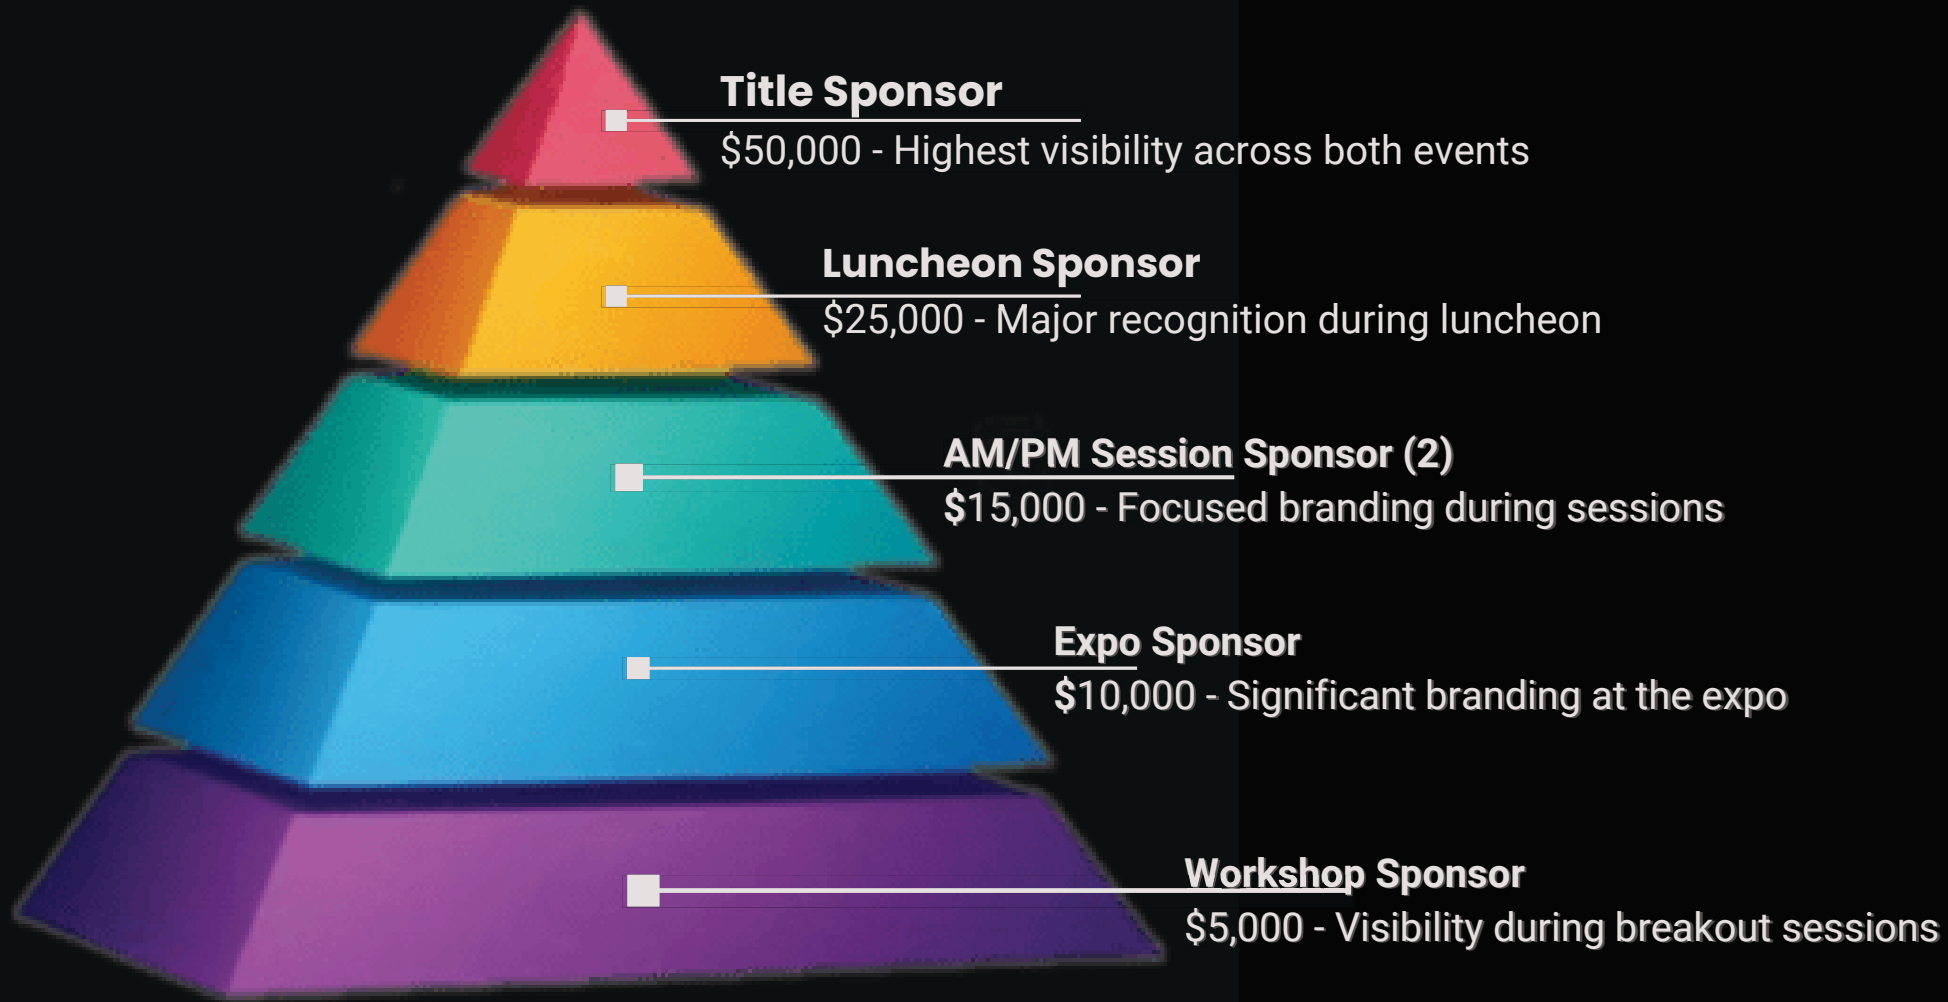 Title Sponsor
$50,000 - Highest visibility across both events
Luncheon Sponsor
$25,000 - Major recognition during luncheon
AM/PM Session Sponsor (2)
$15,000 - Focused branding during sessions
Expo Sponsor
$10,000 - Significant branding at the expo
Workshop Sponsor
$5,000 - Visibility during breakout sessions